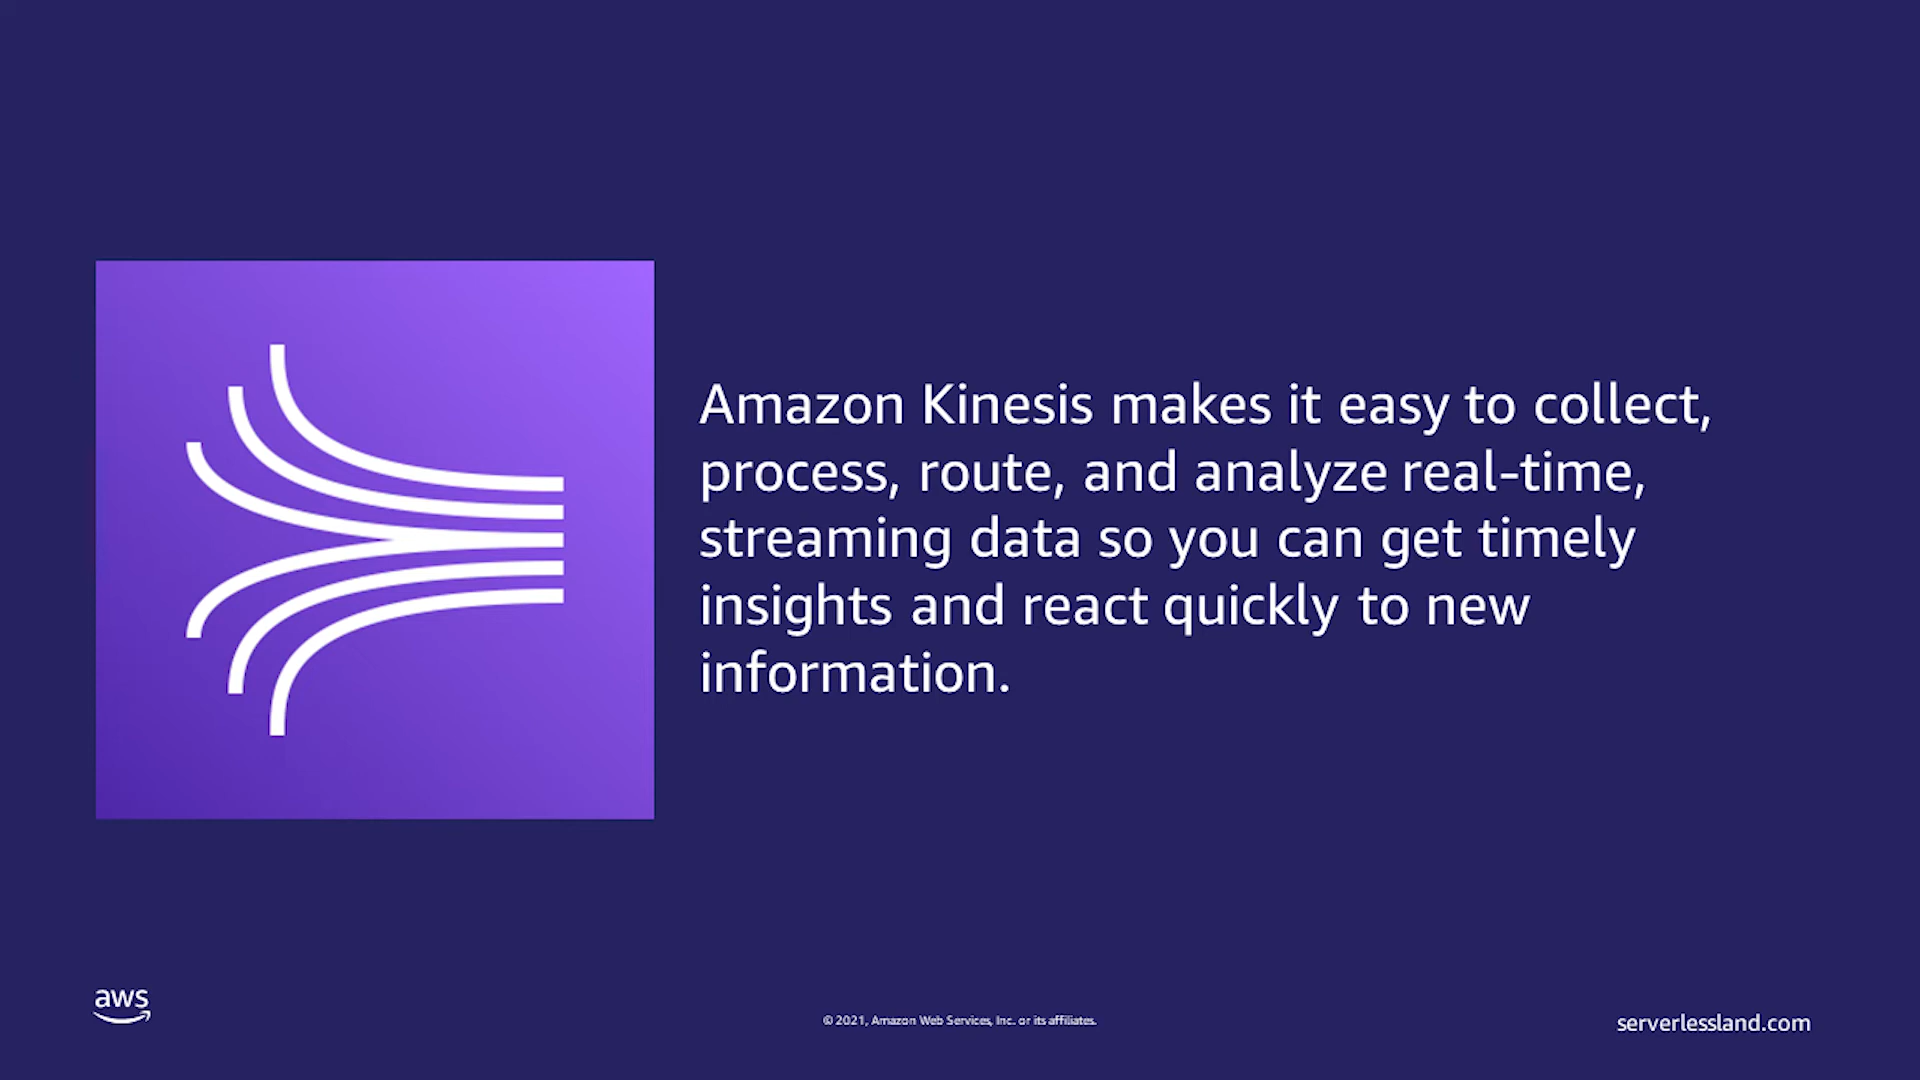 Amazon Kinesis makes it easy to collect,
process, route, and analyze real-time,
streaming data so you can get timely
insights and react quickly to new
information.
aws
© 2021, Amazon Web Services, Inc. or its affiliates.
serverlessland.com